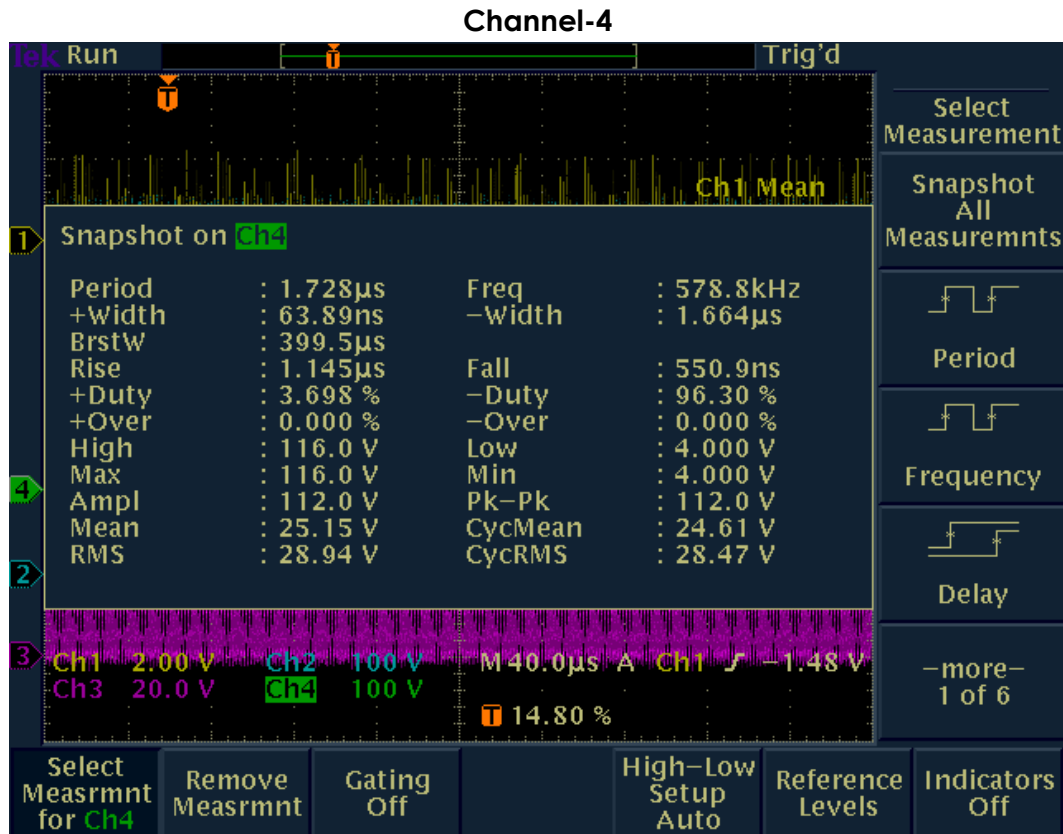 Channel-4
Tek Run Trig'd
T
T
Select
Measurement
Ch1 Mean
Snapshot
All
Measuremnts
1
Snapshot on Ch4
Period : 1.728µs Freq : 578.8kHz
+Width : 63.89ns −Width : 1.664µs
BrstW : 399.5µs
Rise : 1.145µs Fall : 550.9ns
+Duty : 3.698 % −Duty : 96.30 %
+Over : 0.000 % −Over : 0.000 %
High : 116.0 V Low : 4.000 V
Max : 116.0 V Min : 4.000 V
Ampl : 112.0 V Pk−Pk : 112.0 V
Mean : 25.15 V CycMean : 24.61 V
RMS : 28.94 V CycRMS : 28.47 V
Period
Frequency
4
2
Delay
3
Ch1 2.00 V Ch2 100 V M 40.0µs A Ch1 −1.48 V
Ch3 20.0 V Ch4 100 V
T 14.80 %
−more−
1 of 6
Select
Measrmnt
for Ch4
Remove
Measrmnt
Gating
Off
High−Low
Setup
Auto
Reference
Levels
Indicators
Off